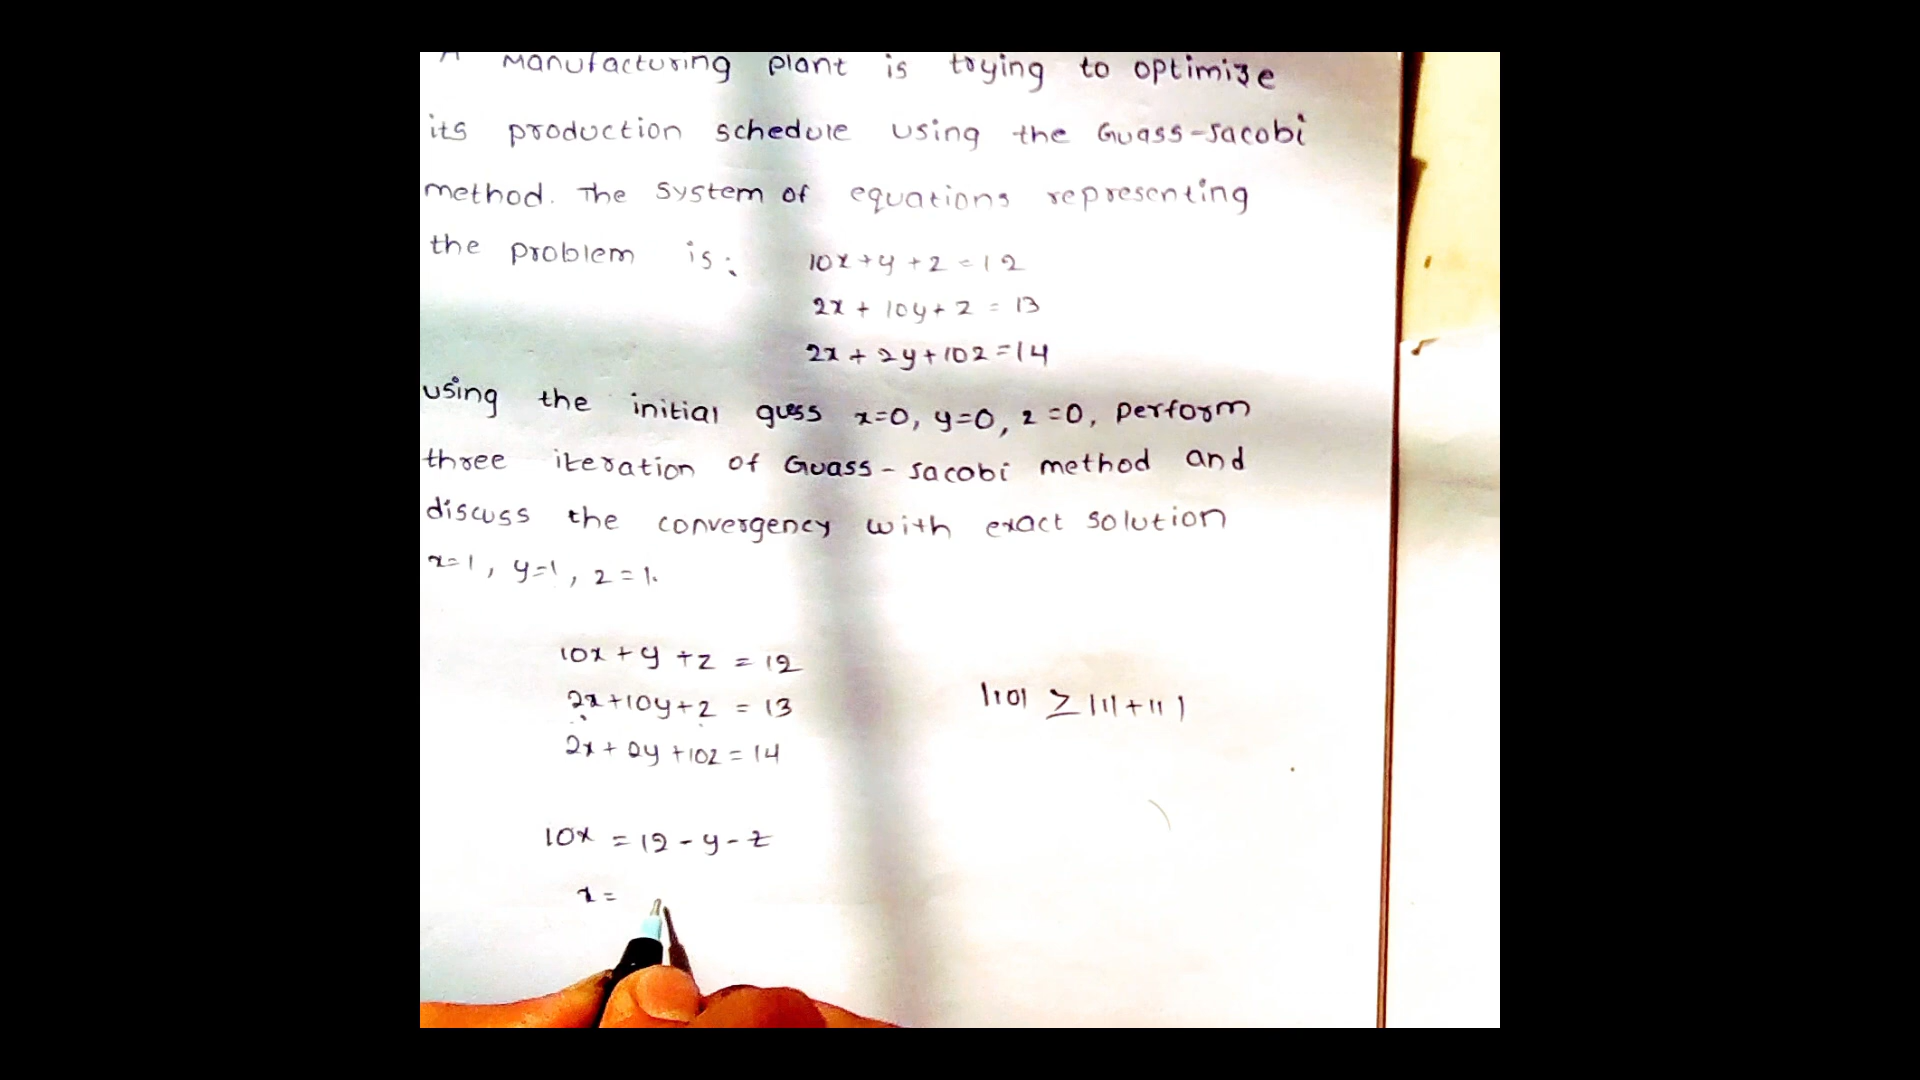 A Manufacturing plant is trying to optimize
its production schedule using the Guass-Jacobi
method. The system of equations representing
the problem is:
10x+y+z=12
2x + 10y+z = 13
2x + 2y+10z=14
using the initial guess x=0, y=0, z=0, perform
three iteration of Guass-Jacobi method and
discuss the convergency with exact solution
x=1, y=1, z=1.
10x+y+z = 12
2x+10y+z = 13
2x+2y+10z=14
|10| ≥ |1|+|1|
10x = 12-y-z
x=